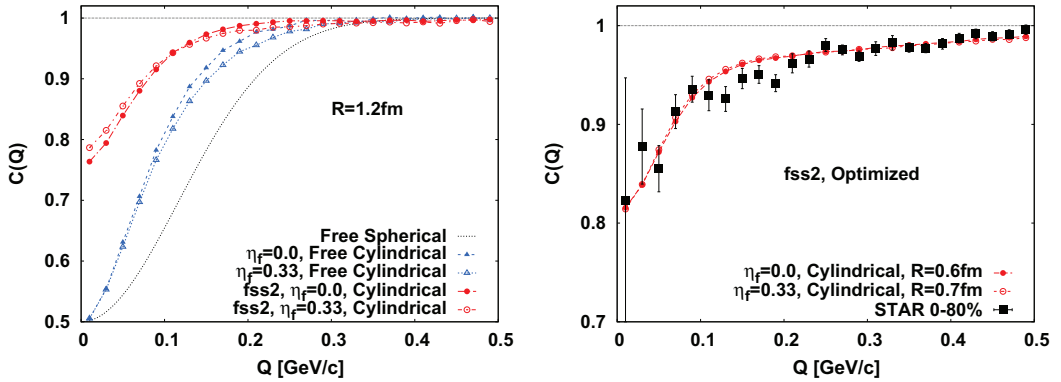 C(Q)
1
0.9
0.8
0.7
0.6
0.5
R=1.2fm
Free Spherical
ηf=0.0, Free Cylindrical
ηf=0.33, Free Cylindrical
fss2, ηf=0.0, Cylindrical
fss2, ηf=0.33, Cylindrical
0 0.1 0.2 0.3 0.4 0.5
Q [GeV/c]
C(Q)
1
0.9
0.8
0.7
fss2, Optimized
ηf=0.0, Cylindrical, R=0.6fm
ηf=0.33, Cylindrical, R=0.7fm
STAR 0-80%
0 0.1 0.2 0.3 0.4 0.5
Q [GeV/c]